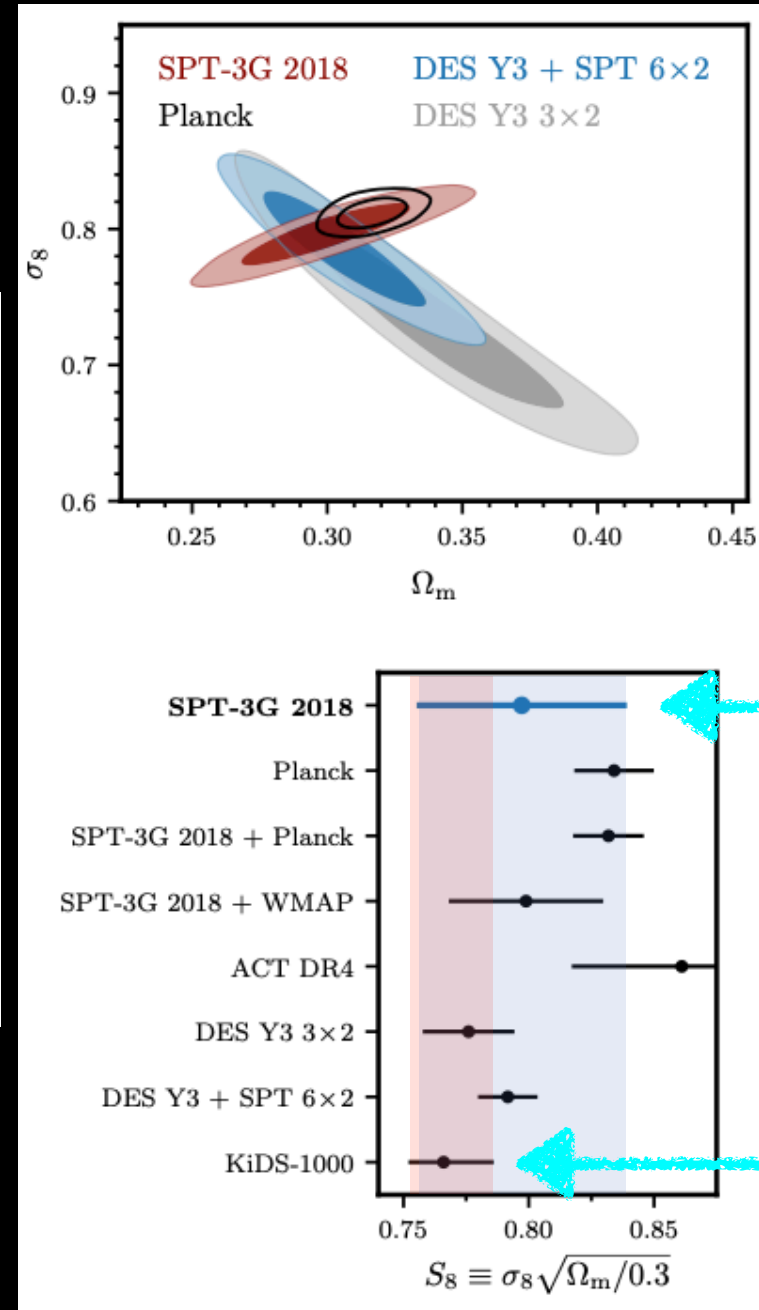 SPT-3G 2018 DES Y3 + SPT 6×2
Planck DES Y3 3×2
0.9
0.8
σ₈
0.7
0.6
0.25 0.30 0.35 0.40 0.45
Ωₘ
SPT-3G 2018
Planck
SPT-3G 2018 + Planck
SPT-3G 2018 + WMAP
ACT DR4
DES Y3 3×2
DES Y3 + SPT 6×2
KiDS-1000
0.75 0.80 0.85
S₈ ≡ σ₈√(Ωₘ/0.3)